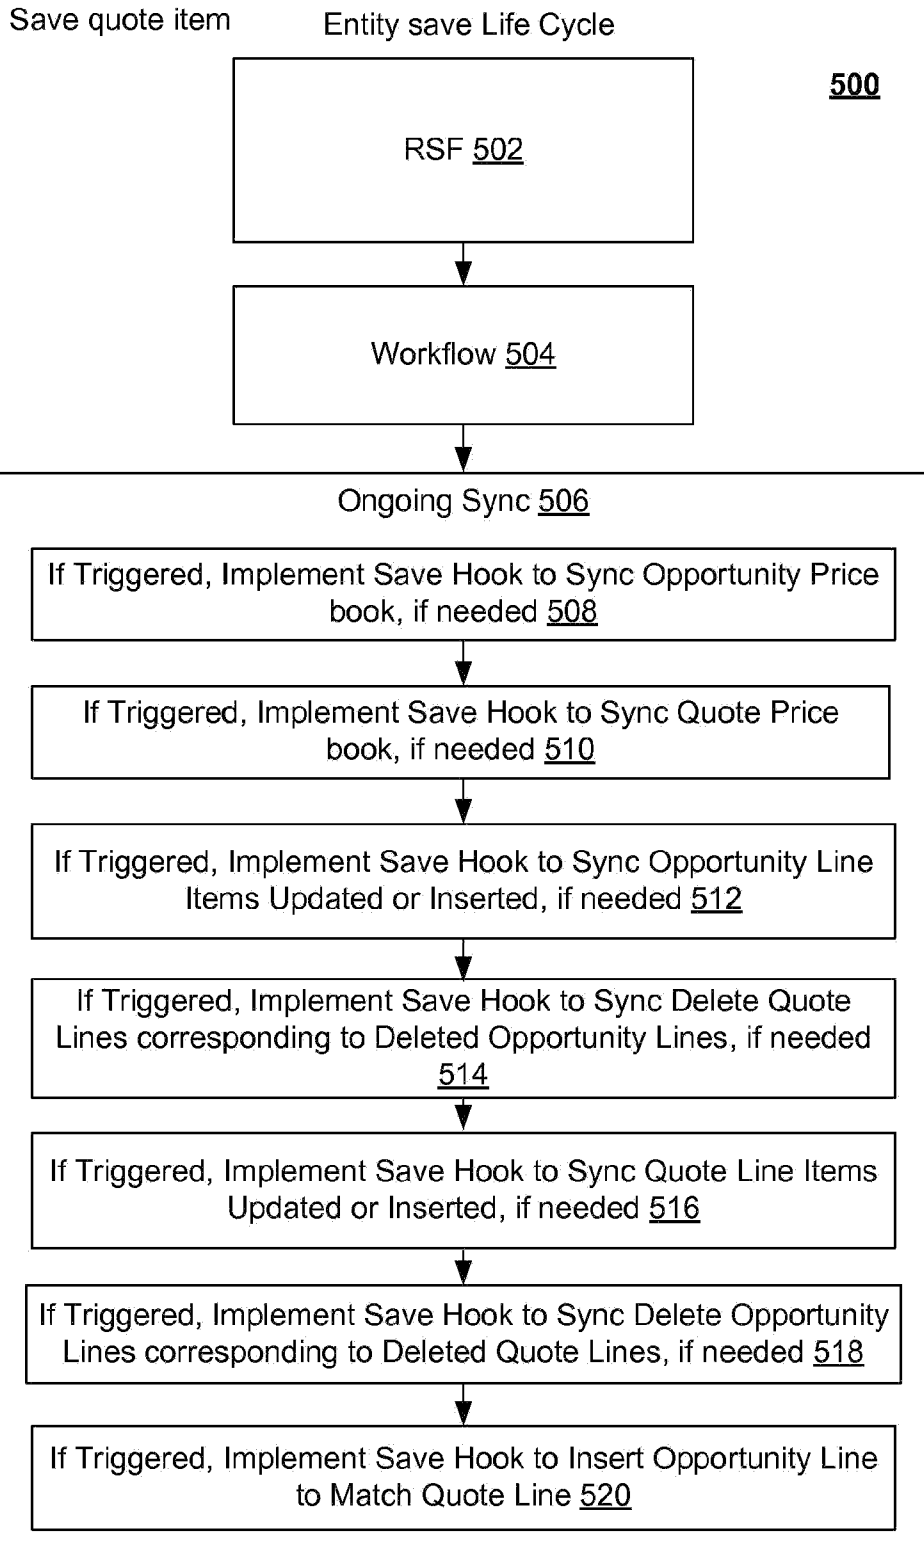 Save quote item
Entity save Life Cycle
500
RSF 502
Workflow 504
Ongoing Sync 506
If Triggered, Implement Save Hook to Sync Opportunity Price
book, if needed 508
If Triggered, Implement Save Hook to Sync Quote Price
book, if needed 510
If Triggered, Implement Save Hook to Sync Opportunity Line
Items Updated or Inserted, if needed 512
If Triggered, Implement Save Hook to Sync Delete Quote
Lines corresponding to Deleted Opportunity Lines, if needed
514
If Triggered, Implement Save Hook to Sync Quote Line Items
Updated or Inserted, if needed 516
If Triggered, Implement Save Hook to Sync Delete Opportunity
Lines corresponding to Deleted Quote Lines, if needed 518
If Triggered, Implement Save Hook to Insert Opportunity Line
to Match Quote Line 520